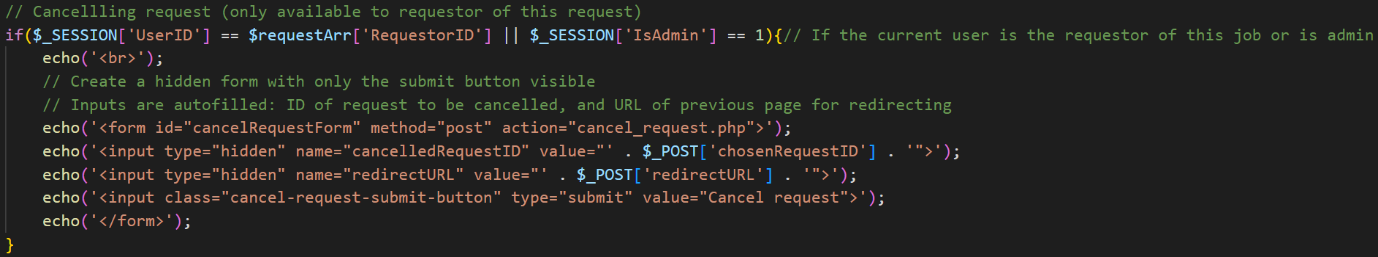 // Cancellling request (only available to requestor of this request)
if($_SESSION['UserID'] == $requestArr['RequestorID'] || $_SESSION['IsAdmin'] == 1){// If the current user is the requestor of this job or is admin
    echo('<br>');
    // Create a hidden form with only the submit button visible
    // Inputs are autofilled: ID of request to be cancelled, and URL of previous page for redirecting
    echo('<form id="cancelRequestForm" method="post" action="cancel_request.php">');
    echo('<input type="hidden" name="cancelledRequestID" value="' . $_POST['chosenRequestID'] . '">');
    echo('<input type="hidden" name="redirectURL" value="' . $_POST['redirectURL'] . '">');
    echo('<input class="cancel-request-submit-button" type="submit" value="Cancel request">');
    echo('</form>');
}